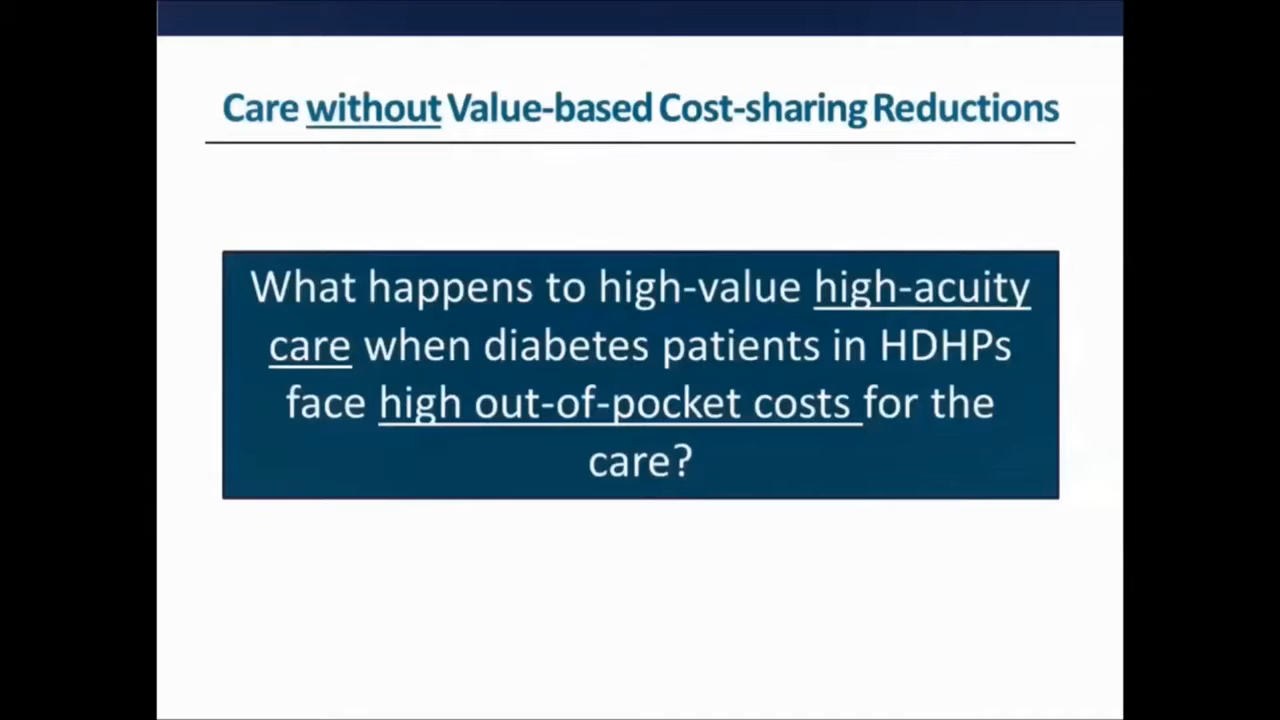 Care without Value-based Cost-sharing Reductions
What happens to high-value high-acuity
care when diabetes patients in HDHPs
face high out-of-pocket costs for the
care?